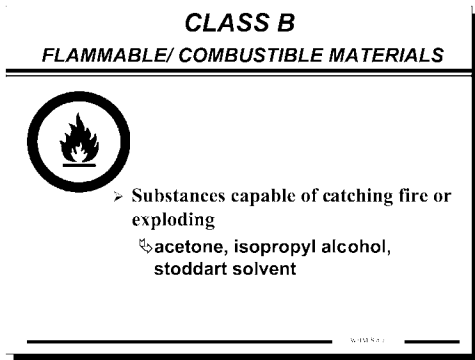 CLASS B
FLAMMABLE/ COMBUSTIBLE MATERIALS
Substances capable of catching fire or
exploding
acetone, isopropyl alcohol,
stoddart solvent